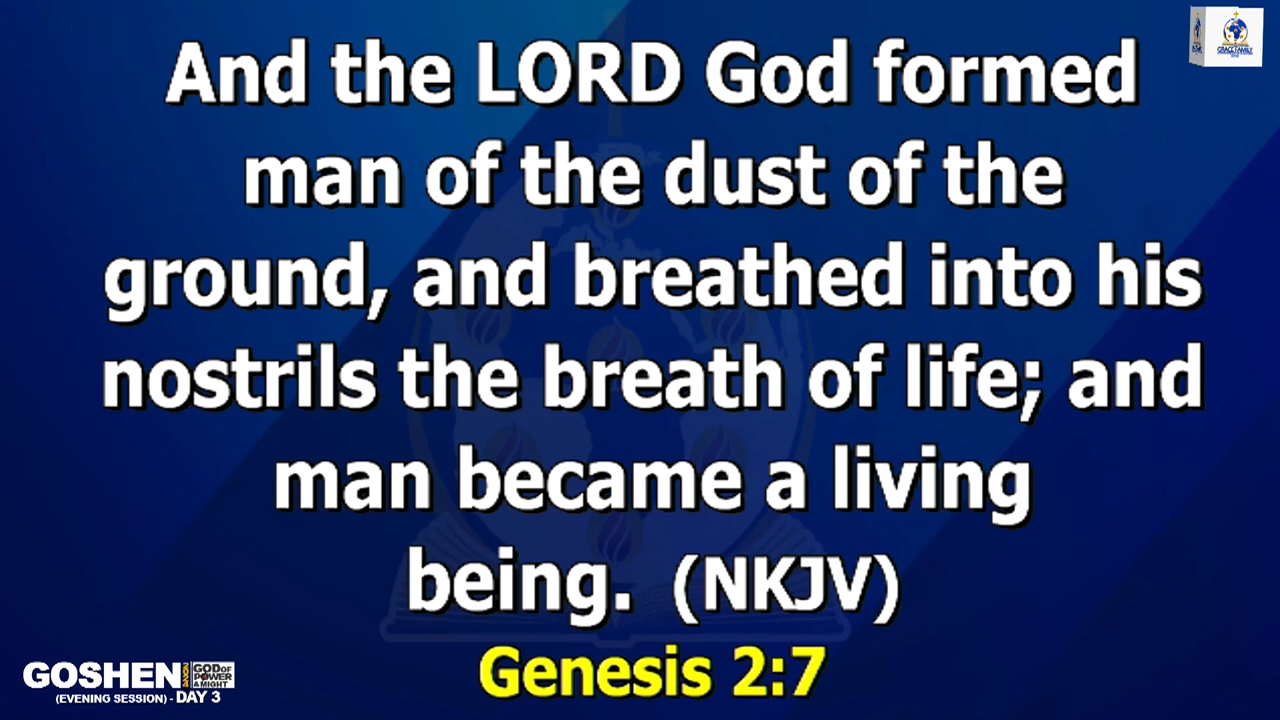 And the LORD God formed
man of the dust of the
ground, and breathed into his
nostrils the breath of life; and
man became a living
being. (NKJV)
Genesis 2:7
GOSHEN
GOD OF
POWER
& MIGHT
(EVENING SESSION) - DAY 3
GRACE FAMILY